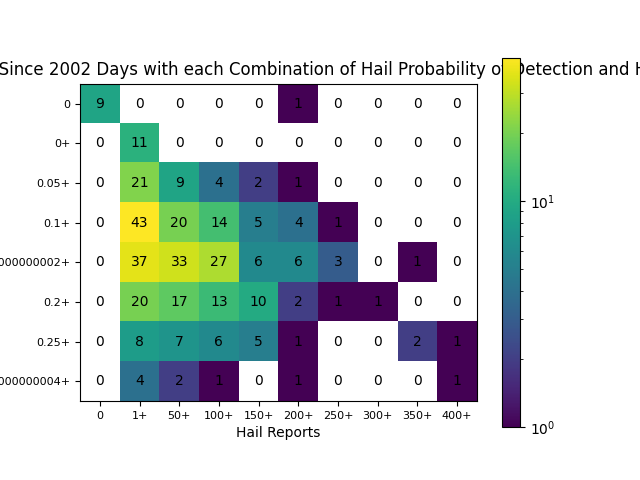 Since 2002 Days with each Combination of Hail Probability of Detection and H
0 9 0 0 0 0 1 0 0 0 0
0+ 0 11 0 0 0 0 0 0 0 0
0.05+ 0 21 9 4 2 1 0 0 0 0
0.1+ 0 43 20 14 5 4 1 0 0 0
000000002+ 0 37 33 27 6 6 3 0 1 0
0.2+ 0 20 17 13 10 2 1 1 0 0
0.25+ 0 8 7 6 5 1 0 0 2 1
000000004+ 0 4 2 1 0 1 0 0 0 1
0 1+ 50+ 100+ 150+ 200+ 250+ 300+ 350+ 400+
Hail Reports
10¹
10⁰